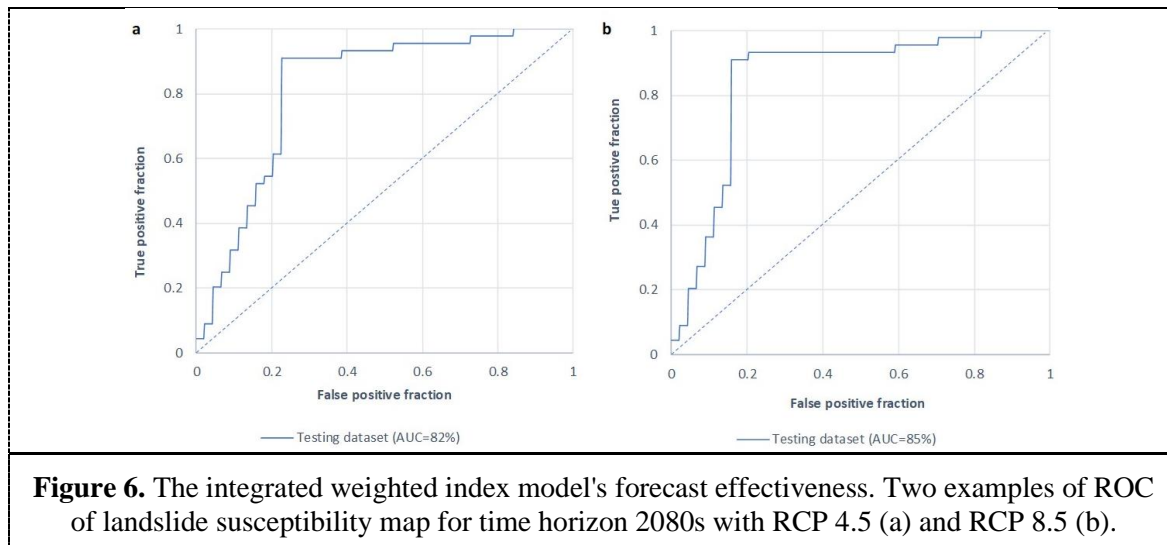 a
1
0.8
0.6
0.4
0.2
0
True positive fraction
0 0.2 0.4 0.6 0.8 1
False positive fraction
Testing dataset (AUC=82%)
b
1
0.8
0.6
0.4
0.2
0
Tue postive fraction
0 0.2 0.4 0.6 0.8 1
False positive fraction
Testing dataset (AUC=85%)
Figure 6. The integrated weighted index model's forecast effectiveness. Two examples of ROC
of landslide susceptibility map for time horizon 2080s with RCP 4.5 (a) and RCP 8.5 (b).